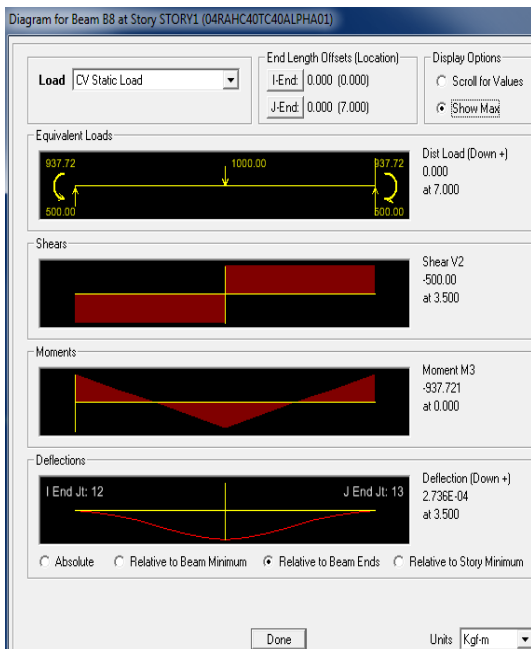 Diagram for Beam B8 at Story STORY1 (04RAHC40TC40ALPHA01)
Load CV Static Load
End Length Offsets (Location)
I-End: 0.000 (0.000)
J-End: 0.000 (7.000)
Display Options
Scroll for Values
Show Max
Equivalent Loads
937.72 1000.00 937.72
500.00 500.00
Dist Load (Down +)
0.000
at 7.000
Shears
Shear V2
-500.00
at 3.500
Moments
Moment M3
-937.721
at 0.000
Deflections
I End Jt: 12 J End Jt: 13
Deflection (Down +)
2.736E-04
at 3.500
Absolute Relative to Beam Minimum Relative to Beam Ends Relative to Story Minimum
Done Units Kgf-m